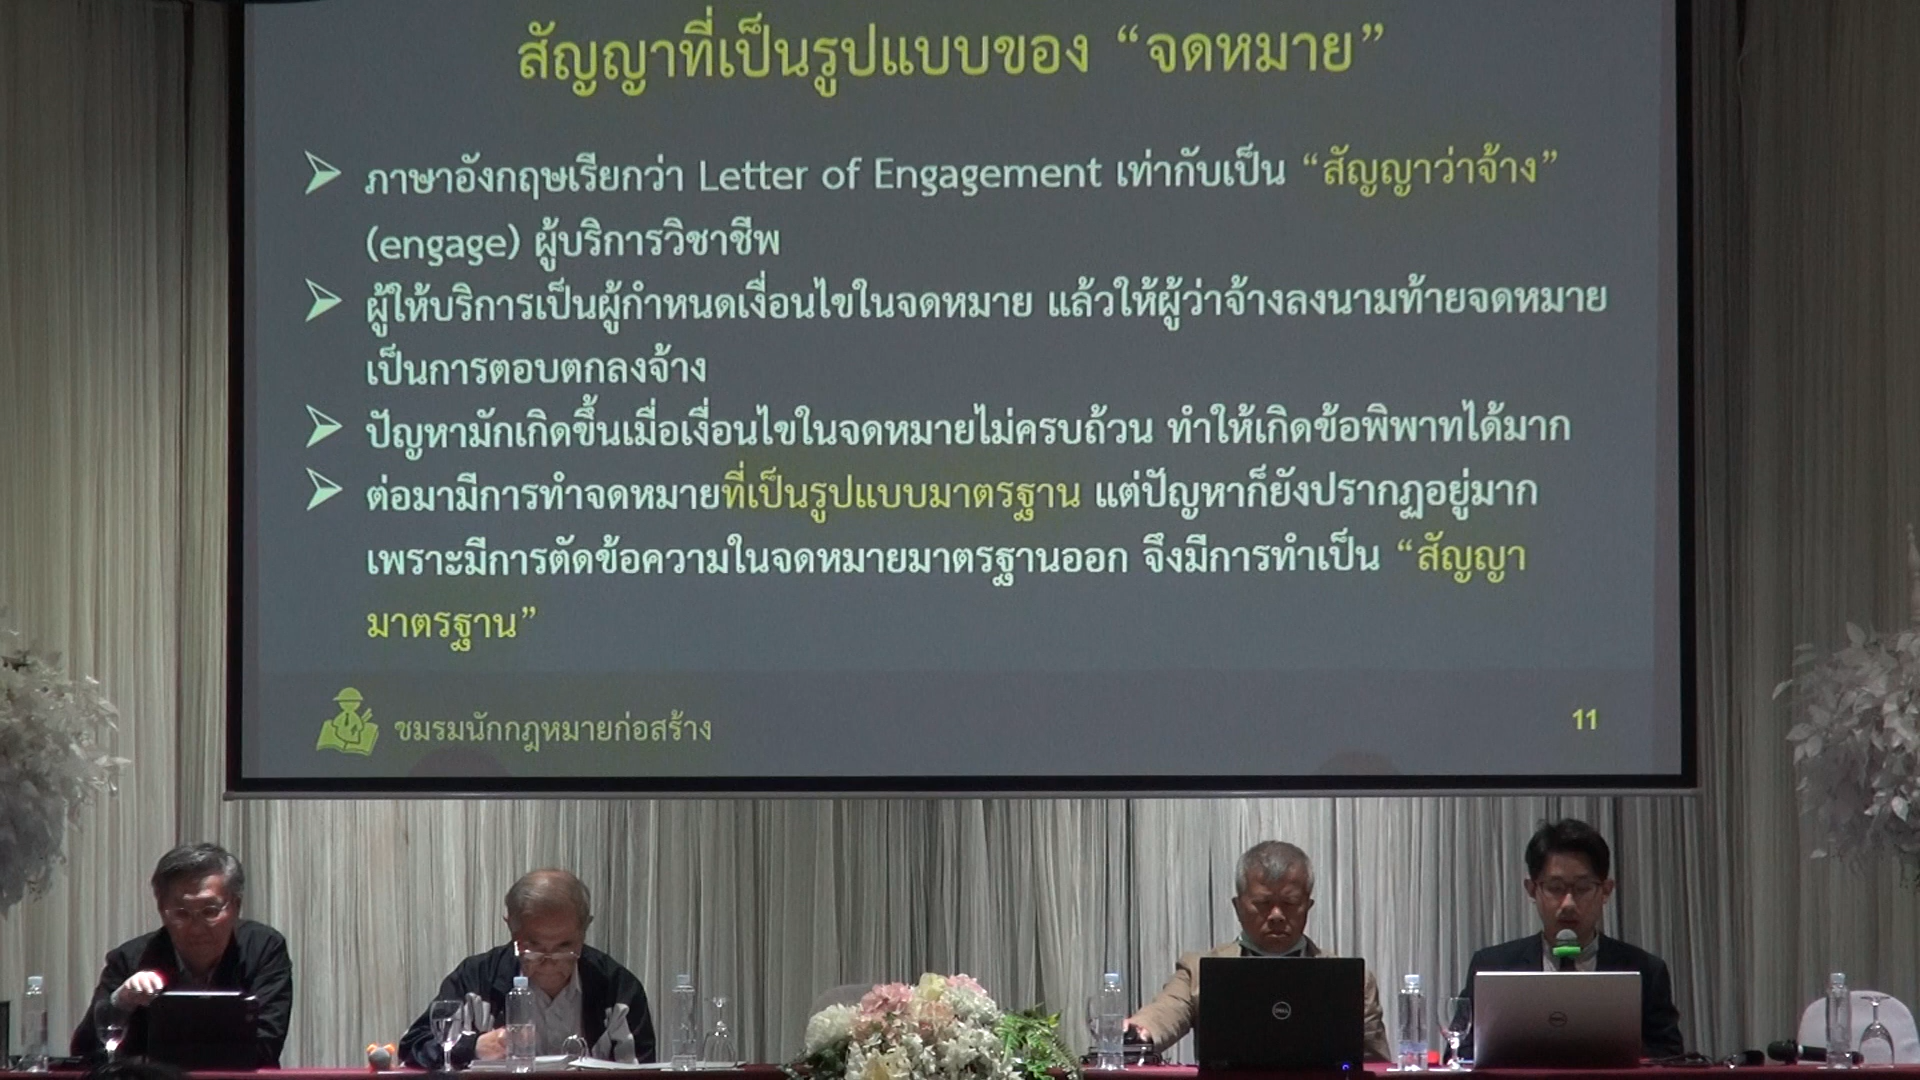 สัญญาที่เป็นรูปแบบของ “จดหมาย”
ภาษาอังกฤษเรียกว่า Letter of Engagement เท่ากับเป็น “สัญญาว่าจ้าง”
(engage) ผู้บริการวิชาชีพ
ผู้ให้บริการเป็นผู้กำหนดเงื่อนไขในจดหมาย แล้วให้ผู้ว่าจ้างลงนามท้ายจดหมาย
เป็นการตอบตกลงจ้าง
ปัญหามักเกิดขึ้นเมื่อเงื่อนไขในจดหมายไม่ครบถ้วน ทำให้เกิดข้อพิพาทได้มาก
ต่อมามีการทำจดหมายที่เป็นรูปแบบมาตรฐาน แต่ปัญหาก็ยังปรากฏอยู่มาก
เพราะมีการตัดข้อความในจดหมายมาตรฐานออก จึงมีการทำเป็น “สัญญา
มาตรฐาน”
ชมรมนักกฎหมายก่อสร้าง
11
DELL